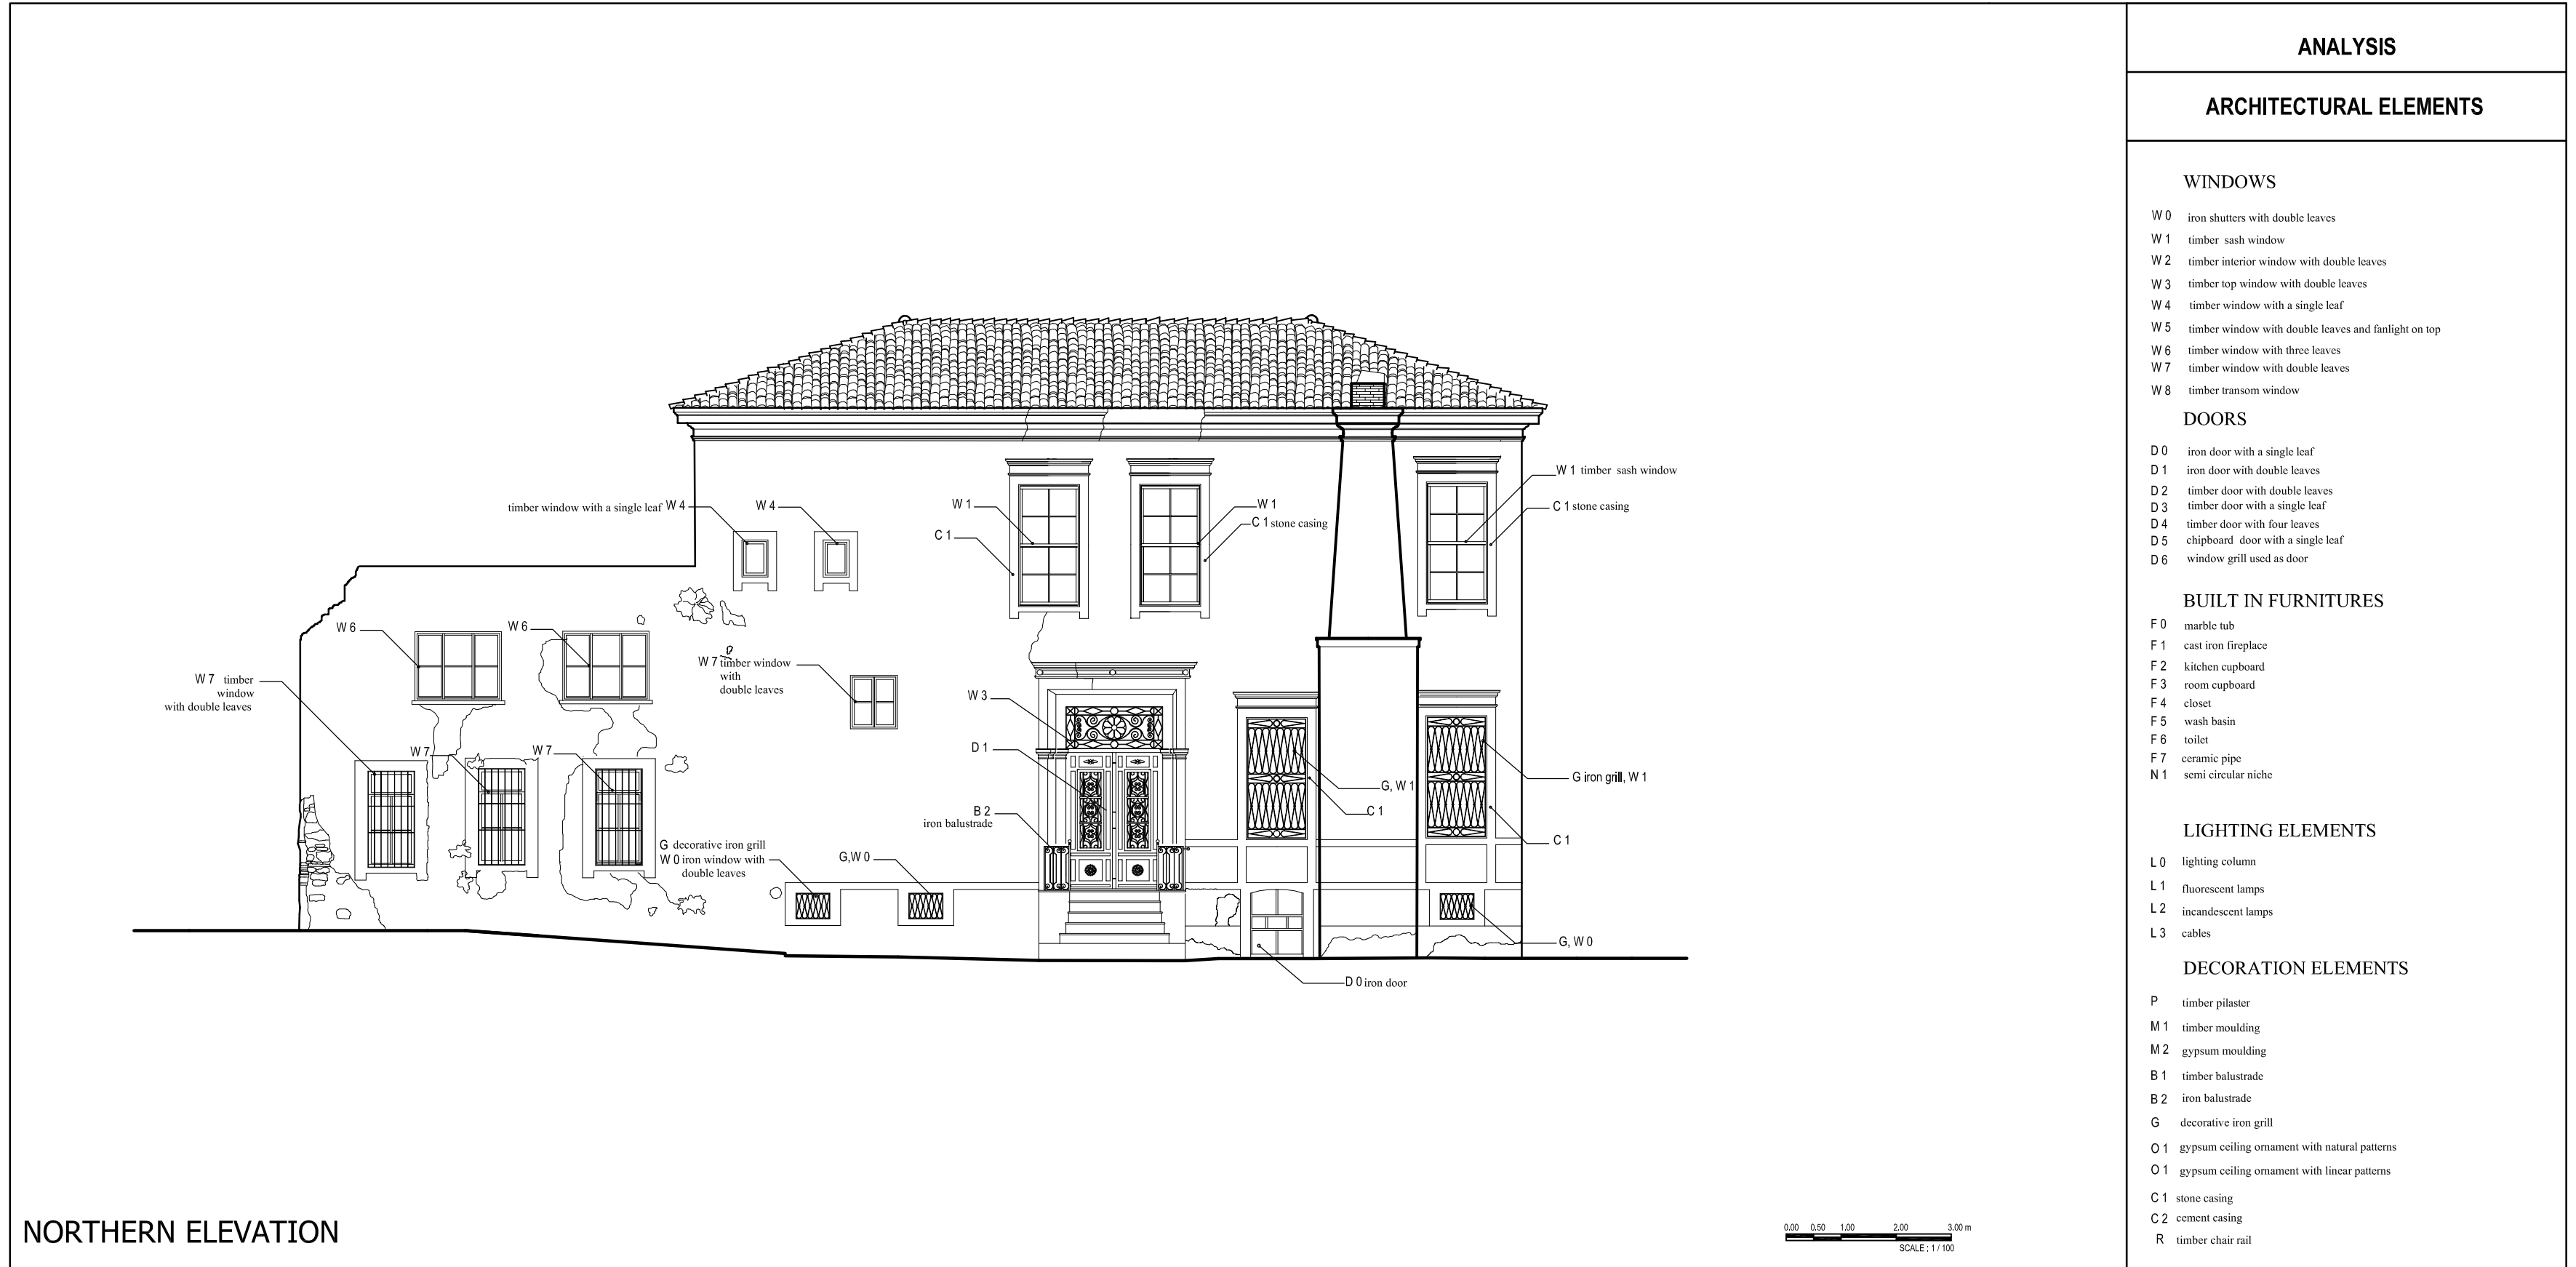 timber window with a single leaf W 4
W 4
W 1
C 1
W 1
C 1 stone casing
W 1 timber sash window
C 1 stone casing
W 6
W 6
W 7 timber
window
with double leaves
W 7 timber window
with
double leaves
W 3
D 1
W 7
W 7
B 2
iron balustrade
G, W 1
C 1
G iron grill, W 1
C 1
G decorative iron grill
W 0 iron window with
double leaves
G,W 0
G, W 0
D 0 iron door
NORTHERN ELEVATION
0.00 0.50 1.00 2.00 3.00 m
SCALE : 1 / 100
ANALYSIS
ARCHITECTURAL ELEMENTS
WINDOWS
W 0 iron shutters with double leaves
W 1 timber sash window
W 2 timber interior window with double leaves
W 3 timber top window with double leaves
W 4 timber window with a single leaf
W 5 timber window with double leaves and fanlight on top
W 6 timber window with three leaves
W 7 timber window with double leaves
W 8 timber transom window
DOORS
D 0 iron door with a single leaf
D 1 iron door with double leaves
D 2 timber door with double leaves
D 3 timber door with a single leaf
D 4 timber door with four leaves
D 5 chipboard door with a single leaf
D 6 window grill used as door
BUILT IN FURNITURES
F 0 marble tub
F 1 cast iron fireplace
F 2 kitchen cupboard
F 3 room cupboard
F 4 closet
F 5 wash basin
F 6 toilet
F 7 ceramic pipe
N 1 semi circular niche
LIGHTING ELEMENTS
L 0 lighting column
L 1 fluorescent lamps
L 2 incandescent lamps
L 3 cables
DECORATION ELEMENTS
P timber pilaster
M 1 timber moulding
M 2 gypsum moulding
B 1 timber balustrade
B 2 iron balustrade
G decorative iron grill
O 1 gypsum ceiling ornament with natural patterns
O 1 gypsum ceiling ornament with linear patterns
C 1 stone casing
C 2 cement casing
R timber chair rail